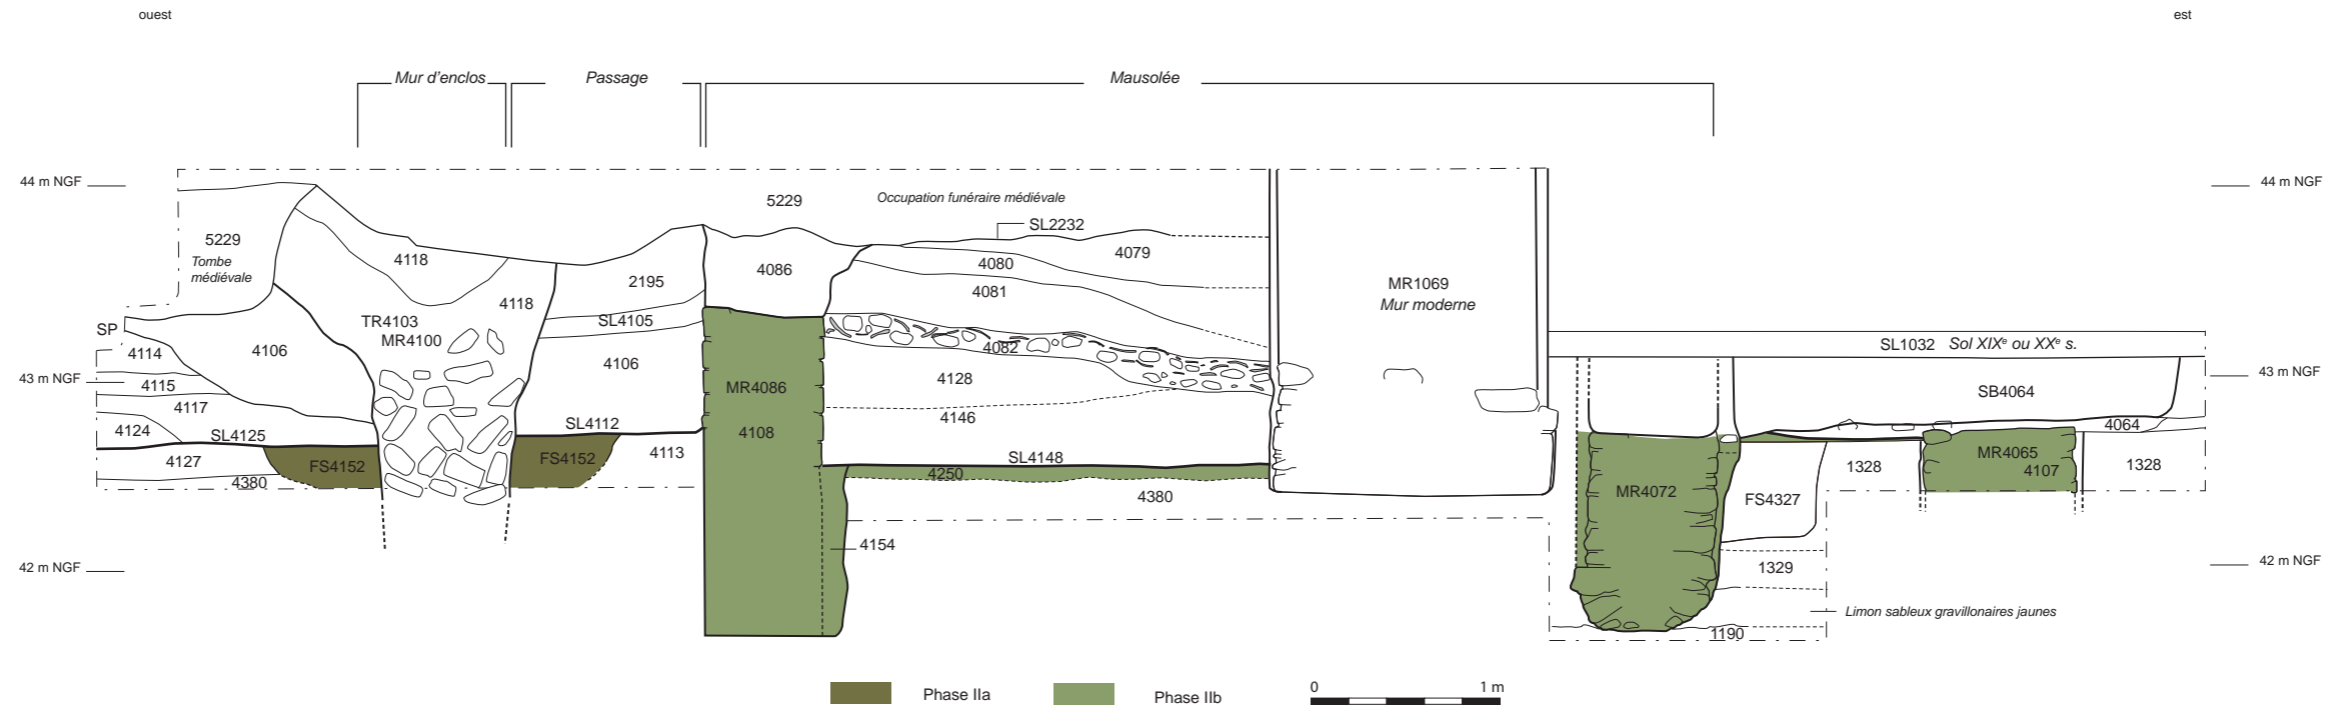 ouest
est
Mur d'enclos
Passage
Mausolée
44 m NGF
44 m NGF
5229
Occupation funéraire médiévale
SL2232
5229
Tombe
médiévale
4118
2195
4086
4080
4079
4081
4118
MR1069
Mur moderne
TR4103
MR4100
SL4105
SP
4114
4106
4106
4082
SL1032 Sol XIXe ou XXe s.
43 m NGF
43 m NGF
4115
4128
MR4086
SB4064
4117
4146
4124
SL4125
SL4112
4108
4064
4127
FS4152
FS4152
4113
SL4148
MR4065
4107
1328
1328
4380
4250
4380
MR4072
FS4327
4154
42 m NGF
42 m NGF
1329
Limon sableux gravillonaires jaunes
1190
Phase IIa
Phase IIb
0
1 m